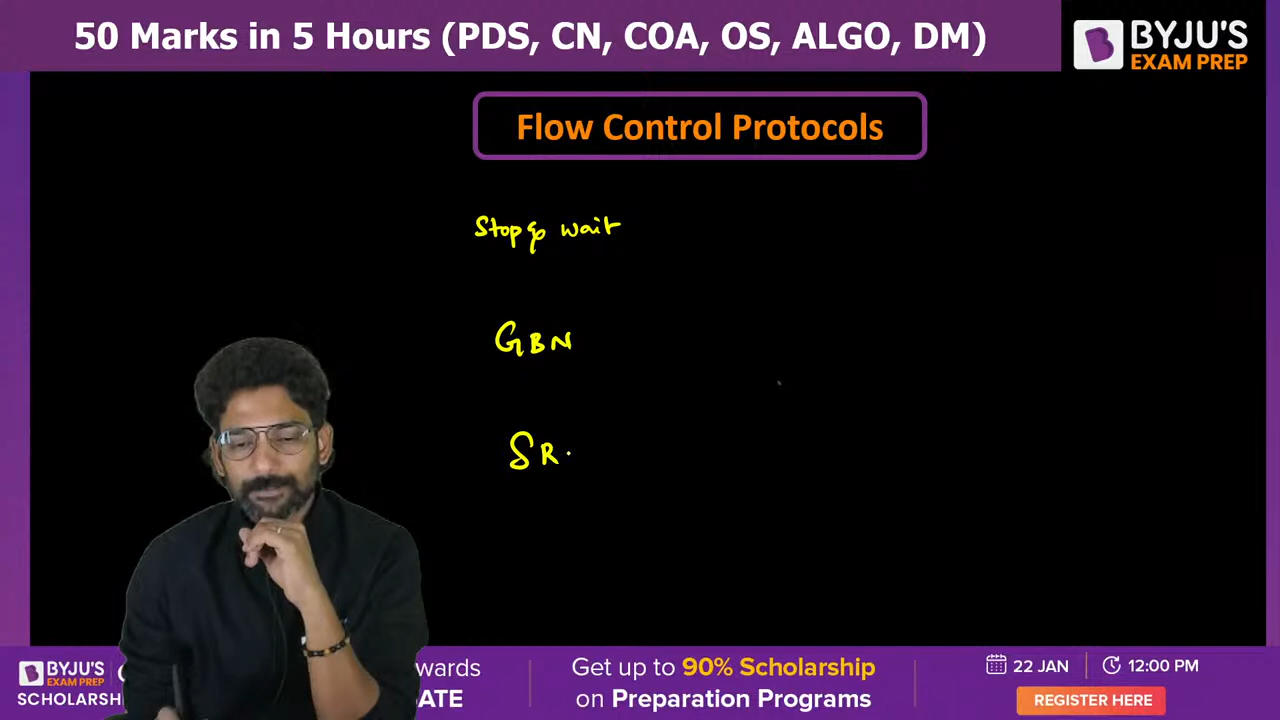 50 Marks in 5 Hours (PDS, CN, COA, OS, ALGO, DM)
BYJU'S
EXAM PREP
Flow Control Protocols
Stop & wait
GBN
SR.
BYJU'S
EXAM PREP
SCHOLARSH
wards
ATE
Get up to 90% Scholarship
on Preparation Programs
22 JAN
12:00 PM
REGISTER HERE